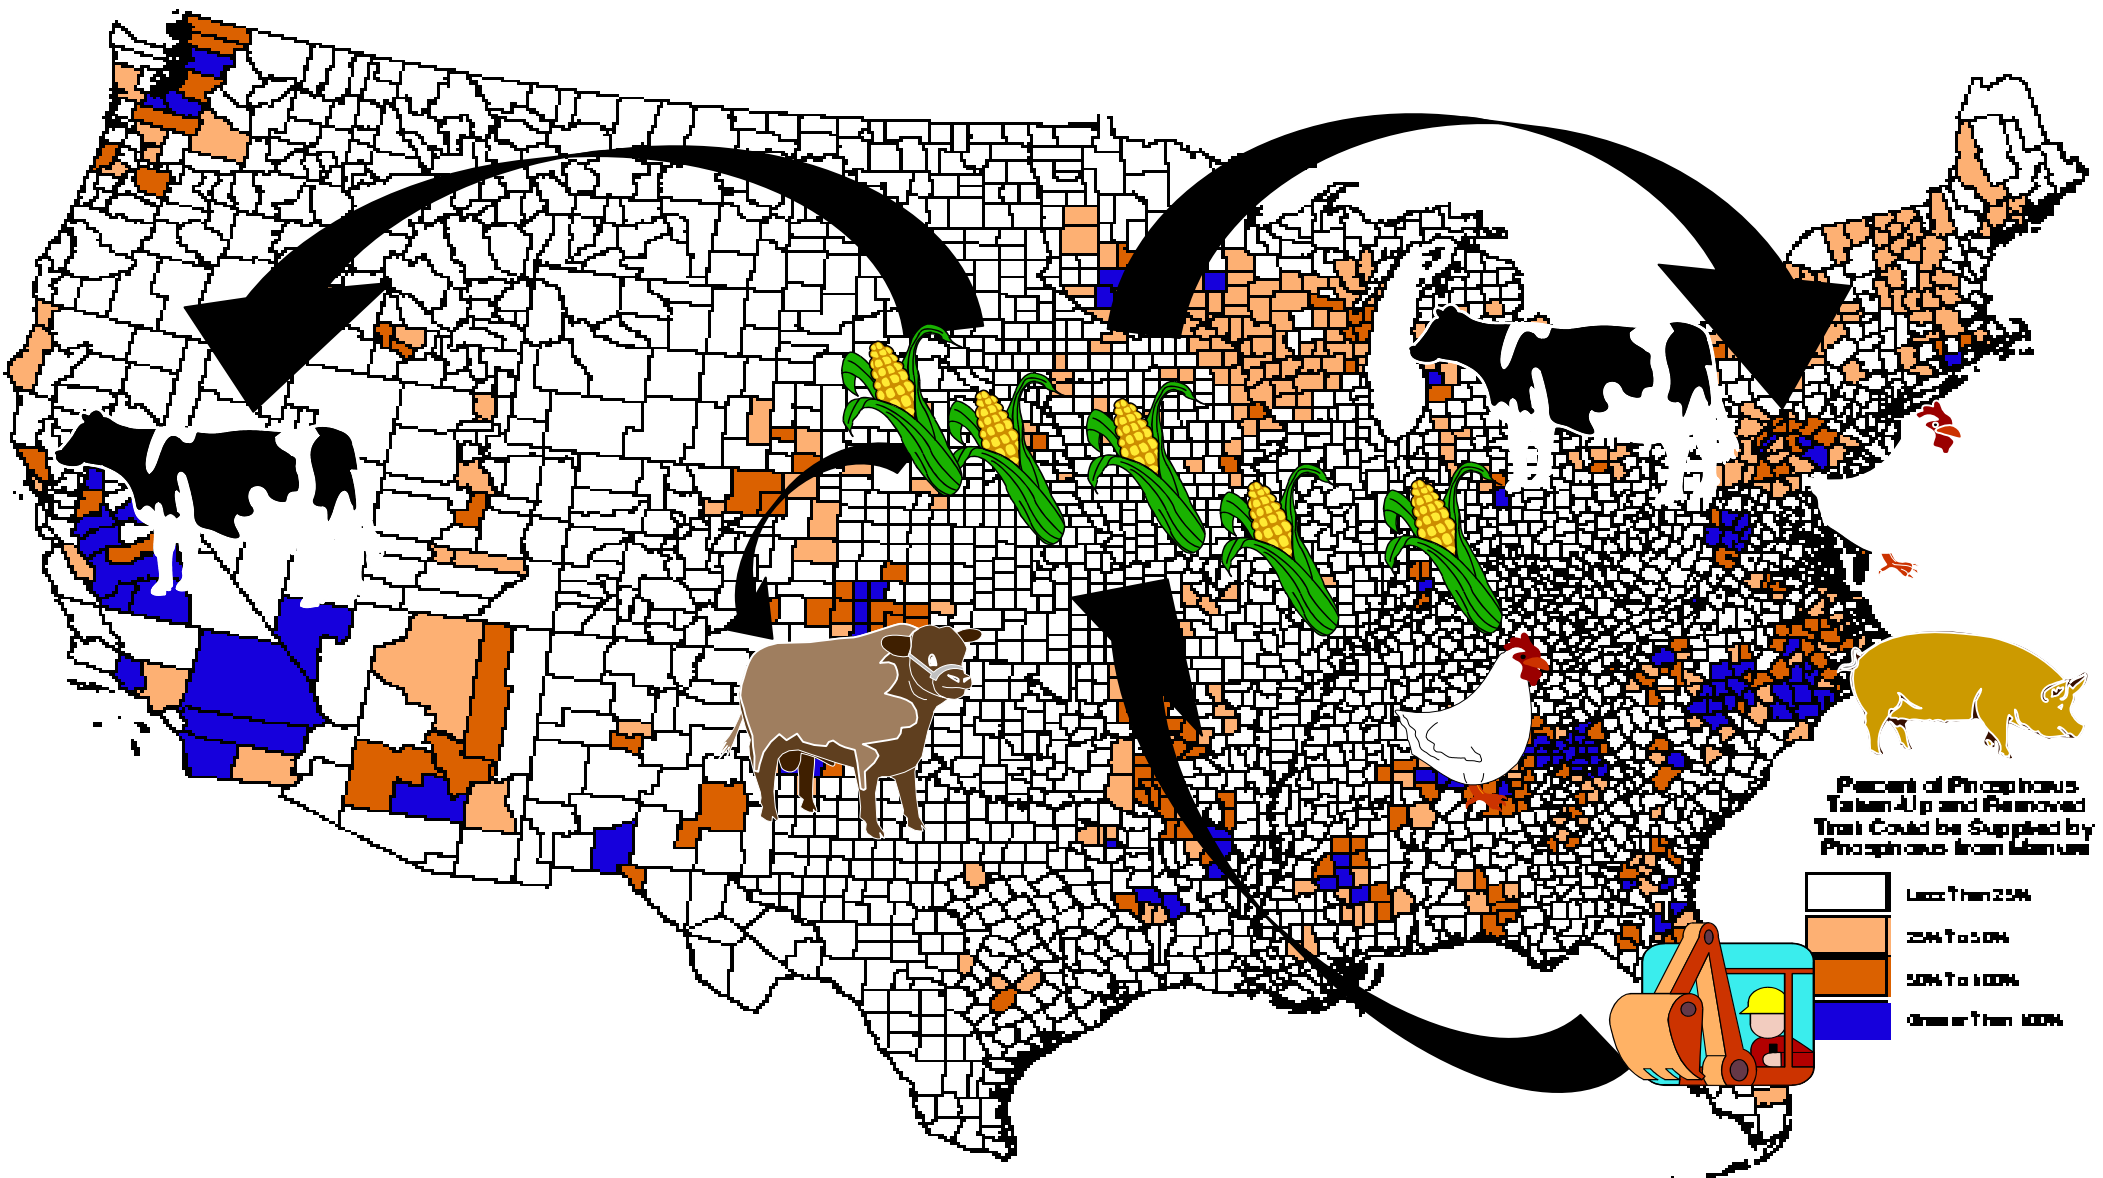 Percent of Phosphorus
Taken-Up and Removed
That Could be Supplied by
Phosphorus from Manure
Less Than 25%
25% To 50%
50% To 100%
Greater Than 100%